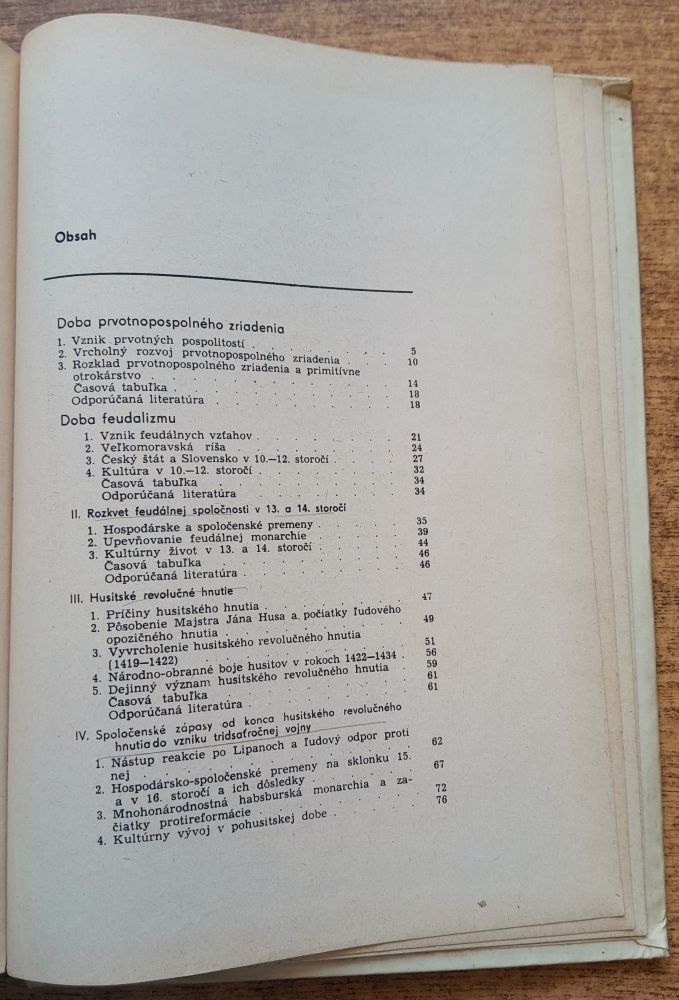 Obsah
Doba prvotnopospolného zriadenia
1. Vznik prvotných pospolitostí . . . . . . . 5
2. Vrcholný rozvoj prvotnopospolného zriadenia . . . 10
3. Rozklad prvotnopospolného zriadenia a primitívne
otrokárstvo . . . . . . . . . . 14
Časová tabuľka . . . . . . . . . . 18
Odporúčaná literatúra . . . . . . . . . 18
Doba feudalizmu
1. Vznik feudálnych vzťahov . . . . . . . 21
2. Veľkomoravská ríša . . . . . . . . 24
3. Český štát a Slovensko v 10.—12. storočí . . . . 27
4. Kultúra v 10.—12. storočí . . . . . . . 32
Časová tabuľka . . . . . . . . . 34
Odporúčaná literatúra . . . . . . . . 34
II. Rozkvet feudálnej spoločnosti v 13. a 14. storočí
1. Hospodárske a spoločenské premeny . . . . . 35
2. Upevňovanie feudálnej monarchie . . . . . 39
3. Kultúrny život v 13. a 14. storočí . . . . . 44
Časová tabuľka . . . . . . . . . 46
Odporúčaná literatúra . . . . . . . . 46
III. Husitské revolučné hnutie
1. Príčiny husitského hnutia . . . . . . . 47
2. Pôsobenie Majstra Jána Husa a počiatky ľudového
opozičného hnutia . . . . . . . . 49
3. Vyvrcholenie husitského revolučného hnutia
(1419—1422) . . . . . . . . . 51
4. Národno-obranné boje husitov v rokoch 1422—1434 . 56
5. Dejinný význam husitského revolučného hnutia . . 59
Časová tabuľka . . . . . . . . . 61
Odporúčaná literatúra . . . . . . . . 61
IV. Spoločenské zápasy od konca husitského revolučného
hnutia do vzniku tridsaťročnej vojny
1. Nástup reakcie po Lipanoch a ľudový odpor proti
nej . . . . . . . . . . . 62
2. Hospodársko-spoločenské premeny na sklonku 15.
a v 16. storočí a ich dôsledky . . . . . . 67
3. Mnohonárodnostná habsburská monarchia a za-
čiatky protireformácie . . . . . . . 72
4. Kultúrny vývoj v pohusitskej dobe . . . . . 76